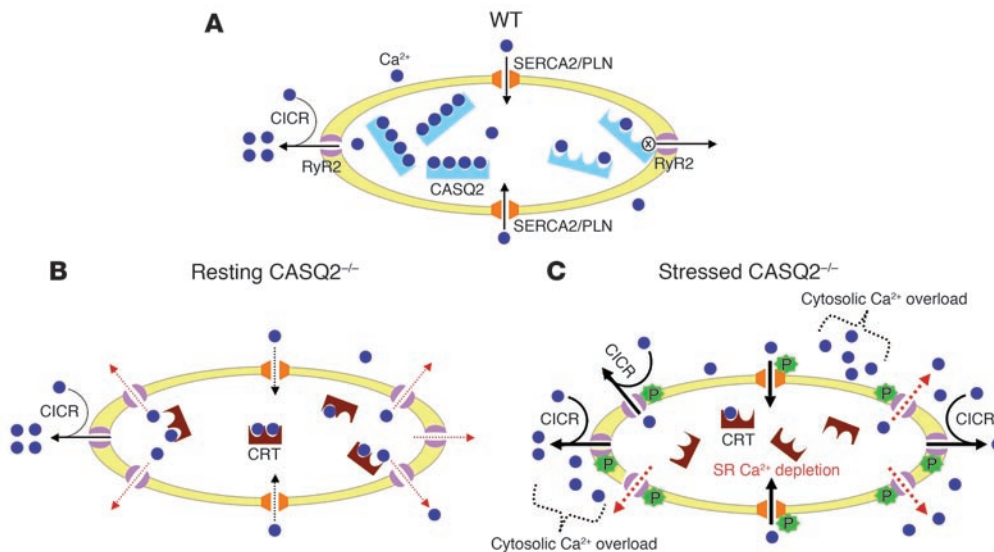 A
WT
Ca²⁺
SERCA2/PLN
CICR
RyR2
CASQ2
x
RyR2
SERCA2/PLN
B
Resting CASQ2⁻/⁻
CICR
CRT
C
Stressed CASQ2⁻/⁻
Cytosolic Ca²⁺ overload
P
CICR
P
P
P
CICR
CICR
CRT
SR Ca²⁺ depletion
P
P
P
P
P
Cytosolic Ca²⁺ overload